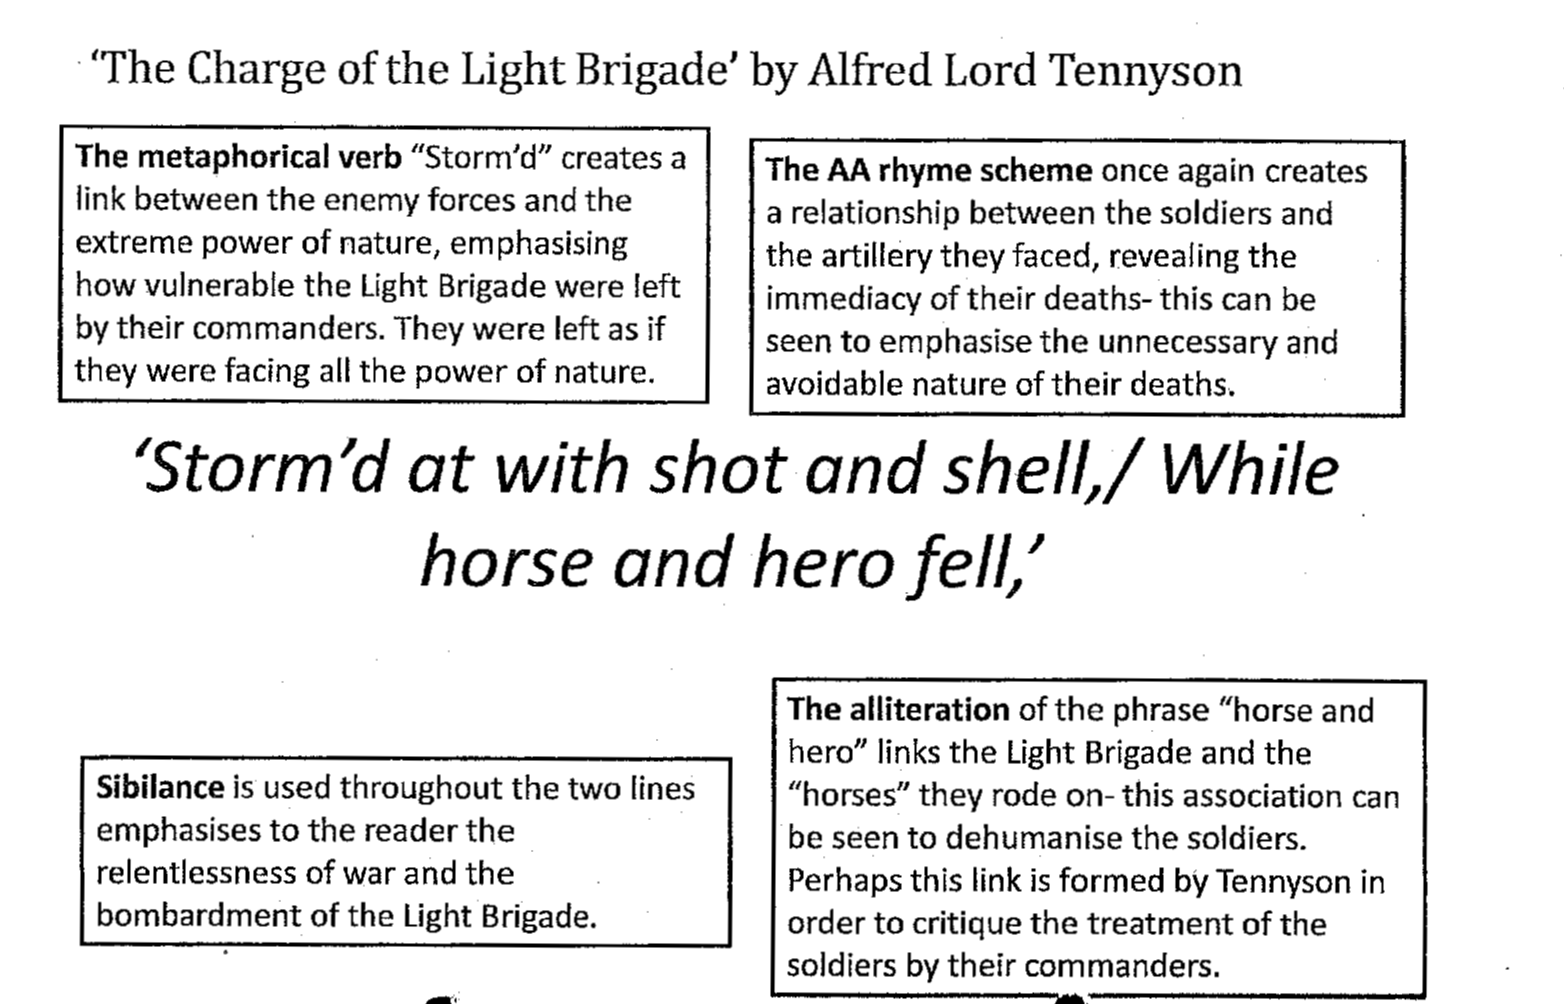 ‘The Charge of the Light Brigade’ by Alfred Lord Tennyson
The metaphorical verb “Storm’d” creates a
link between the enemy forces and the
extreme power of nature, emphasising
how vulnerable the Light Brigade were left
by their commanders. They were left as if
they were facing all the power of nature.
The AA rhyme scheme once again creates
a relationship between the soldiers and
the artillery they faced, revealing the
immediacy of their deaths- this can be
seen to emphasise the unnecessary and
avoidable nature of their deaths.
‘Storm’d at with shot and shell,/ While
horse and hero fell,’
Sibilance is used throughout the two lines
emphasises to the reader the
relentlessness of war and the
bombardment of the Light Brigade.
The alliteration of the phrase “horse and
hero” links the Light Brigade and the
“horses” they rode on- this association can
be seen to dehumanise the soldiers.
Perhaps this link is formed by Tennyson in
order to critique the treatment of the
soldiers by their commanders.